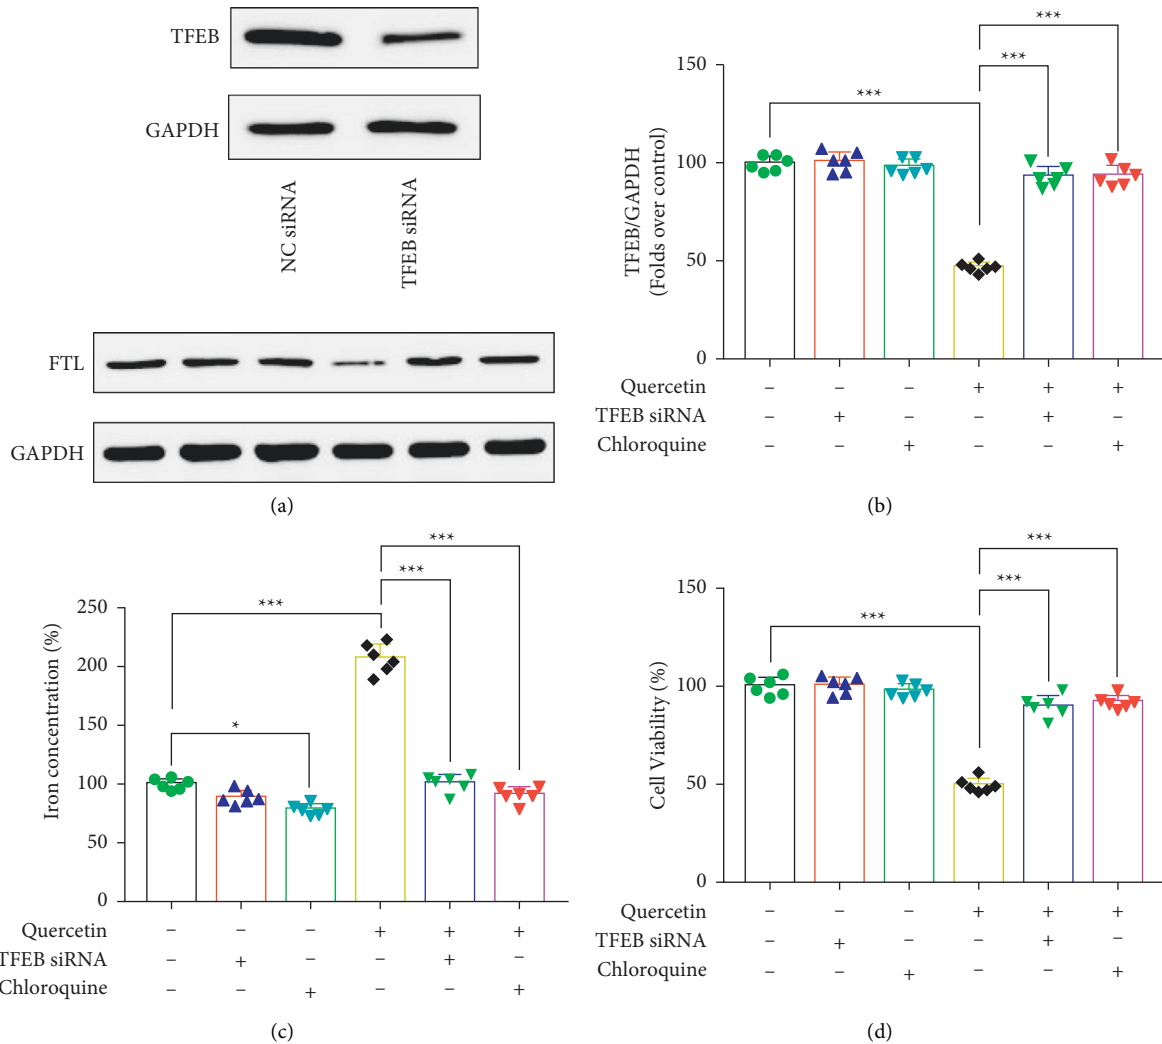 TFEB
GAPDH
NC siRNA
TFEB siRNA
FTL
GAPDH
(a)
***
***
***
150
100
50
0
TFEB/GAPDH
(Folds over control)
Quercetin − − − + + +
TFEB siRNA − + − − + −
Chloroquine − − + − − +
(b)
***
***
***
*
250
200
150
100
50
0
Iron concentration (%)
Quercetin − − − + + +
TFEB siRNA − + − − + −
Chloroquine − − + − − +
(c)
***
***
***
150
100
50
0
Cell Viability (%)
Quercetin − − − + + +
TFEB siRNA − + − − + −
Chloroquine − − + − − +
(d)